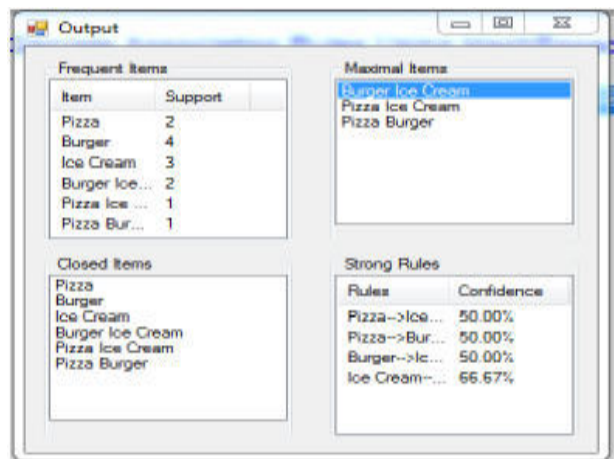 Output
Frequent Items
Item Support
Pizza 2
Burger 4
Ice Cream 3
Burger Ice... 2
Pizza Ice ... 1
Pizza Bur... 1
Maximal Items
Burger Ice Cream
Pizza Ice Cream
Pizza Burger
Closed Items
Pizza
Burger
Ice Cream
Burger Ice Cream
Pizza Ice Cream
Pizza Burger
Strong Rules
Rules Confidence
Pizza-->Ice... 50.00%
Pizza-->Bur... 50.00%
Burger-->Ic... 50.00%
Ice Cream--... 66.67%